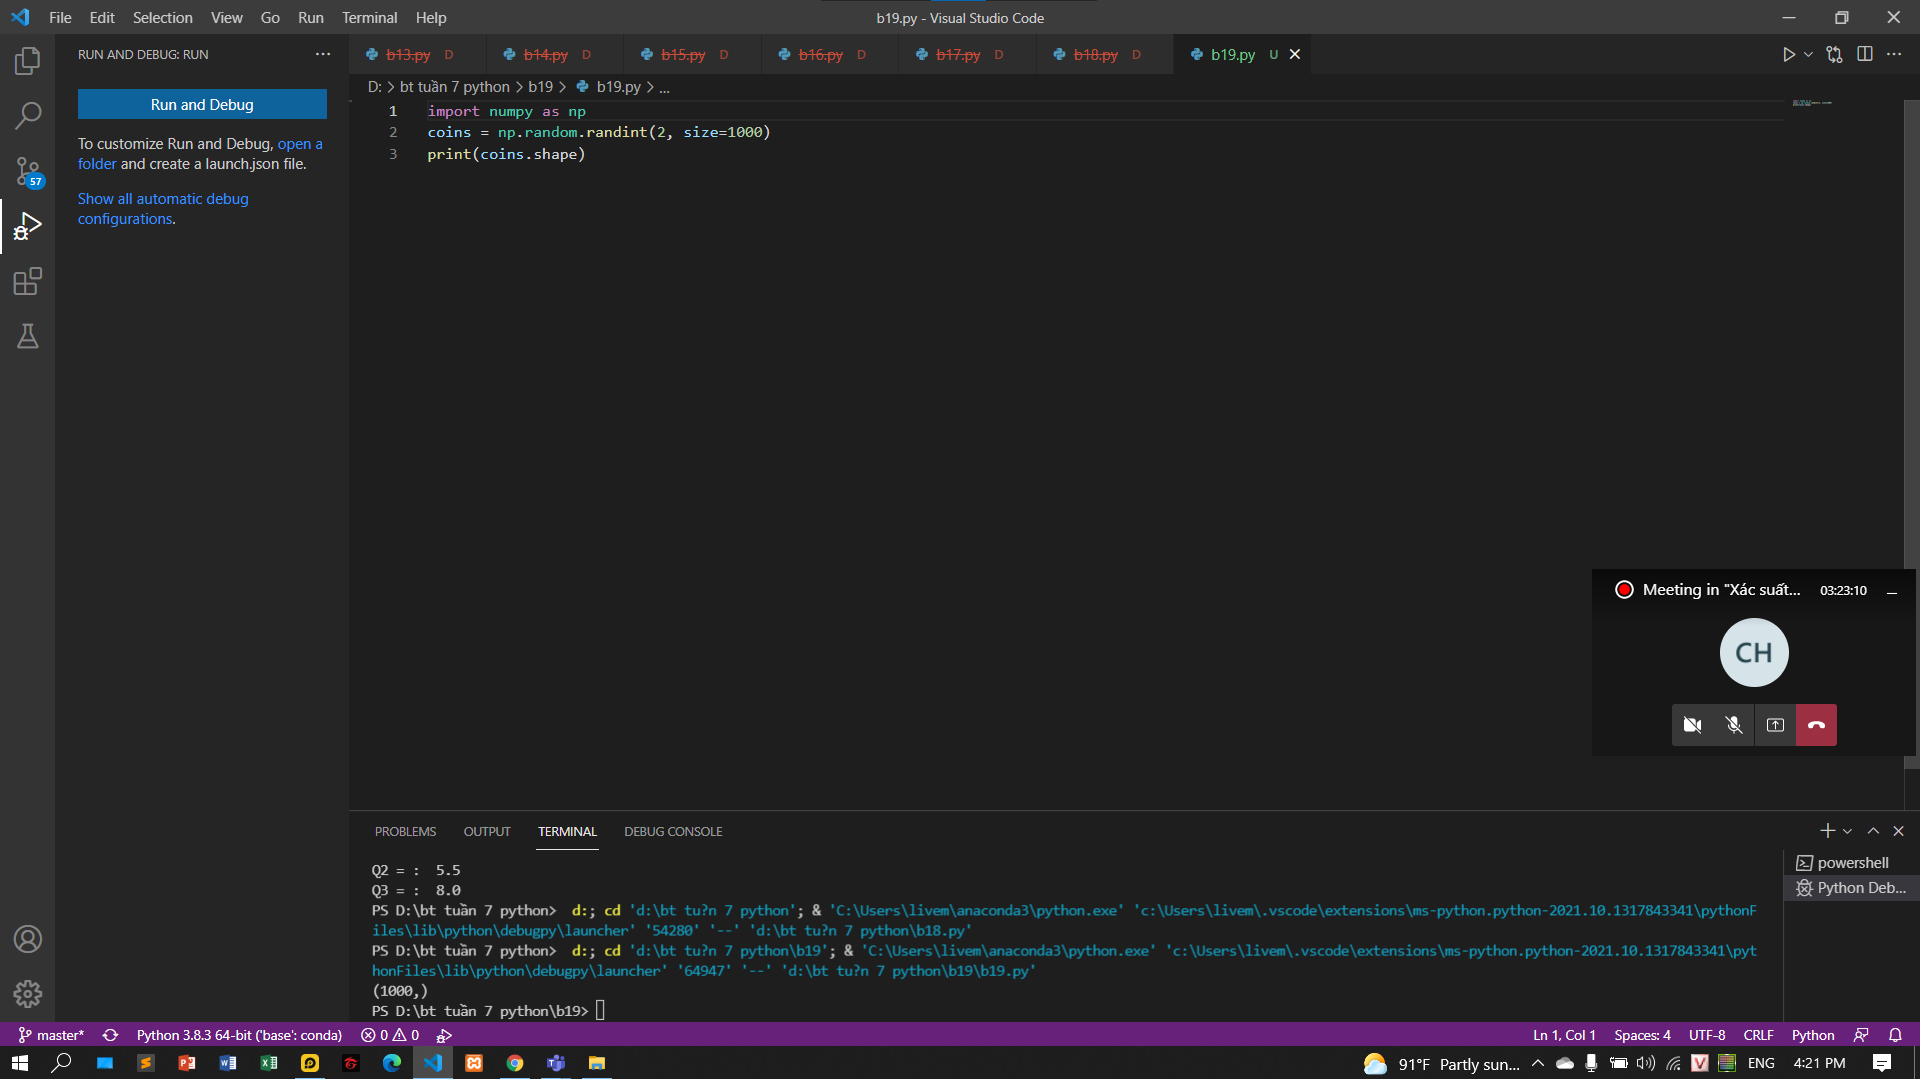 File Edit Selection View Go Run Terminal Help
b19.py - Visual Studio Code
RUN AND DEBUG: RUN
Run and Debug
To customize Run and Debug, open a
folder and create a launch.json file.
Show all automatic debug
configurations.
57
b13.py D b14.py D b15.py D b16.py D b17.py D b18.py D b19.py U
D: > bt tuần 7 python > b19 > b19.py > ...
1 import numpy as np
2 coins = np.random.randint(2, size=1000)
3 print(coins.shape)
Meeting in "Xác suất... 03:23:10
CH
PROBLEMS OUTPUT TERMINAL DEBUG CONSOLE
powershell
Python Deb...
Q2 = : 5.5
Q3 = : 8.0
PS D:\bt tuần 7 python> d:; cd 'd:\bt tu?n 7 python'; & 'C:\Users\livem\anaconda3\python.exe' 'c:\Users\livem\.vscode\extensions\ms-python.python-2021.10.1317843341\pythonF
iles\lib\python\debugpy\launcher' '54280' '--' 'd:\bt tu?n 7 python\b18.py'
PS D:\bt tuần 7 python> d:; cd 'd:\bt tu?n 7 python\b19'; & 'C:\Users\livem\anaconda3\python.exe' 'c:\Users\livem\.vscode\extensions\ms-python.python-2021.10.1317843341\pyt
honFiles\lib\python\debugpy\launcher' '64947' '--' 'd:\bt tu?n 7 python\b19\b19.py'
(1000,)
PS D:\bt tuần 7 python\b19>
master* Python 3.8.3 64-bit ('base': conda) 0 0 Ln 1, Col 1 Spaces: 4 UTF-8 CRLF Python
91°F Partly sun... ENG 4:21 PM